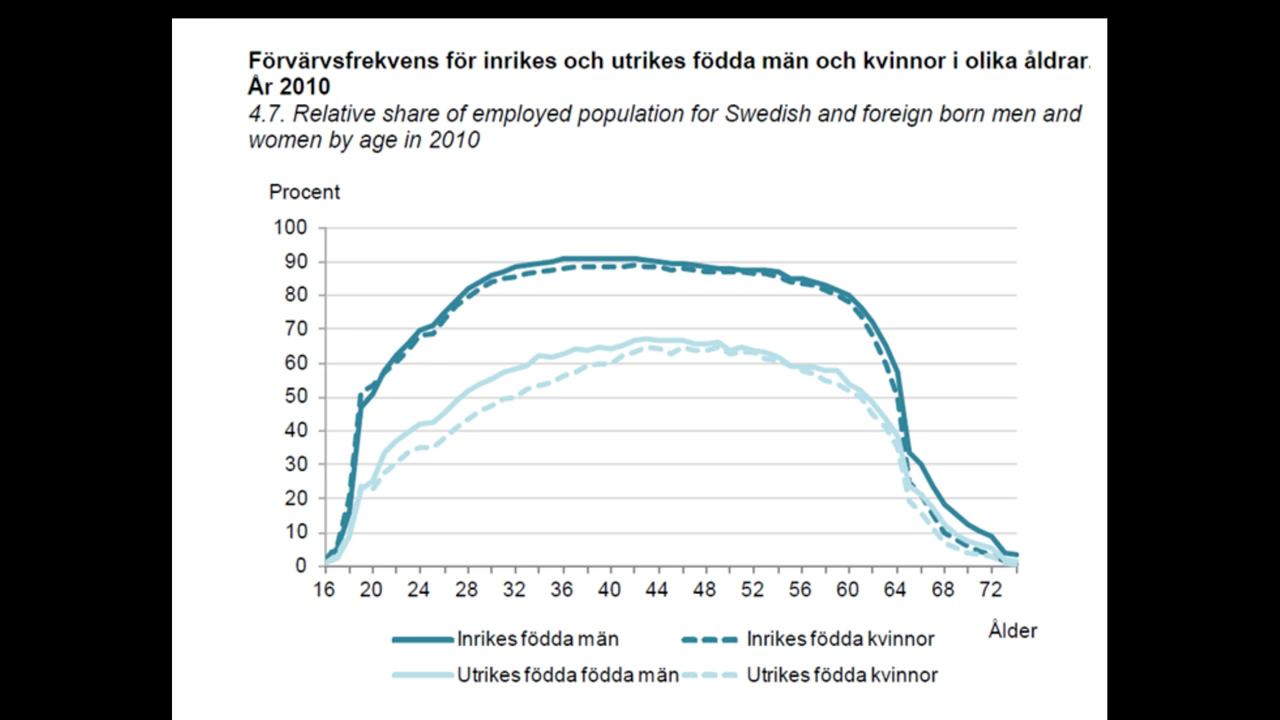 Förvärvsfrekvens för inrikes och utrikes födda män och kvinnor i olika åldrar.
År 2010
4.7. Relative share of employed population for Swedish and foreign born men and
women by age in 2010
Procent
100
90
80
70
60
50
40
30
20
10
0
16 20 24 28 32 36 40 44 48 52 56 60 64 68 72
Ålder
Inrikes födda män Inrikes födda kvinnor
Utrikes födda födda män Utrikes födda kvinnor